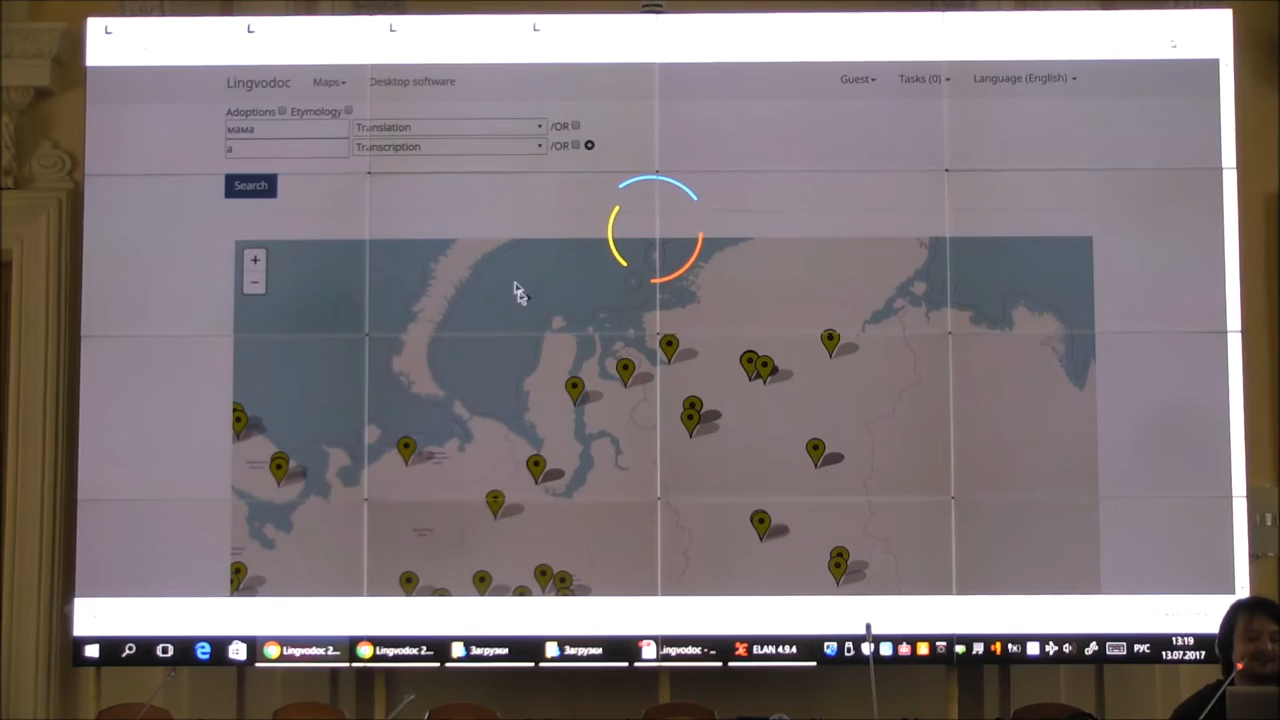 Lingvodoc Maps Desktop software Guest Tasks (0) Language (English)
Adoptions Etymology
мама Translation /OR
а Transcription /OR
Search
+
−
Lingvodoc 2... Lingvodoc 2... Загрузки Загрузки Lingvodoc - ... ELAN 4.9.4 РУС 13:19
13.07.2017